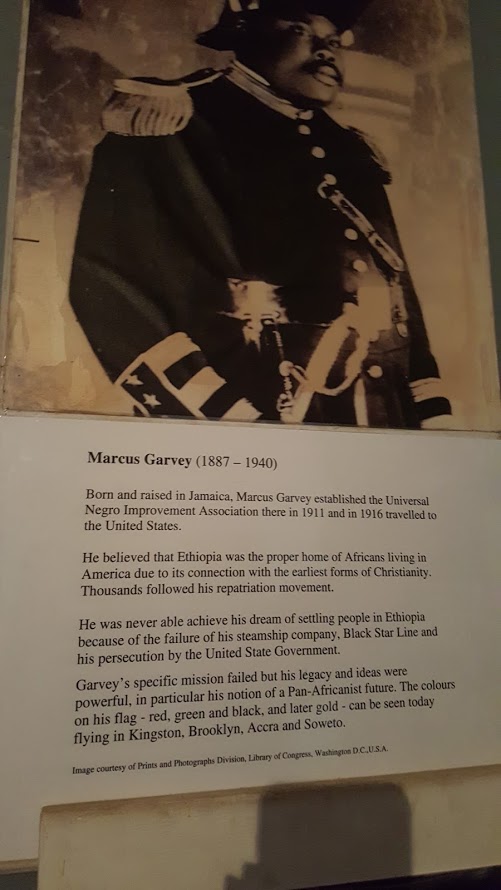 Marcus Garvey (1887 – 1940)
Born and raised in Jamaica, Marcus Garvey established the Universal
Negro Improvement Association there in 1911 and in 1916 travelled to
the United States.
He believed that Ethiopia was the proper home of Africans living in
America due to its connection with the earliest forms of Christianity.
Thousands followed his repatriation movement.
He was never able achieve his dream of settling people in Ethiopia
because of the failure of his steamship company, Black Star Line and
his persecution by the United State Government.
Garvey's specific mission failed but his legacy and ideas were
powerful, in particular his notion of a Pan-Africanist future. The colours
on his flag - red, green and black, and later gold - can be seen today
flying in Kingston, Brooklyn, Accra and Soweto.
Image courtesy of Prints and Photographs Division, Library of Congress, Washington D.C.,U.S.A.